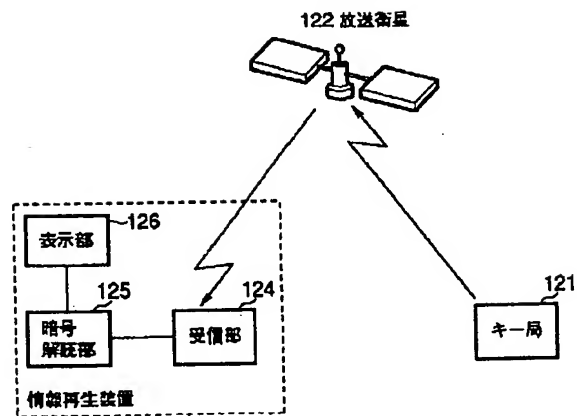 122 放送衛星
126
表示部
125
暗号
解読部
124
受信部
121
キー局
情報再生装置